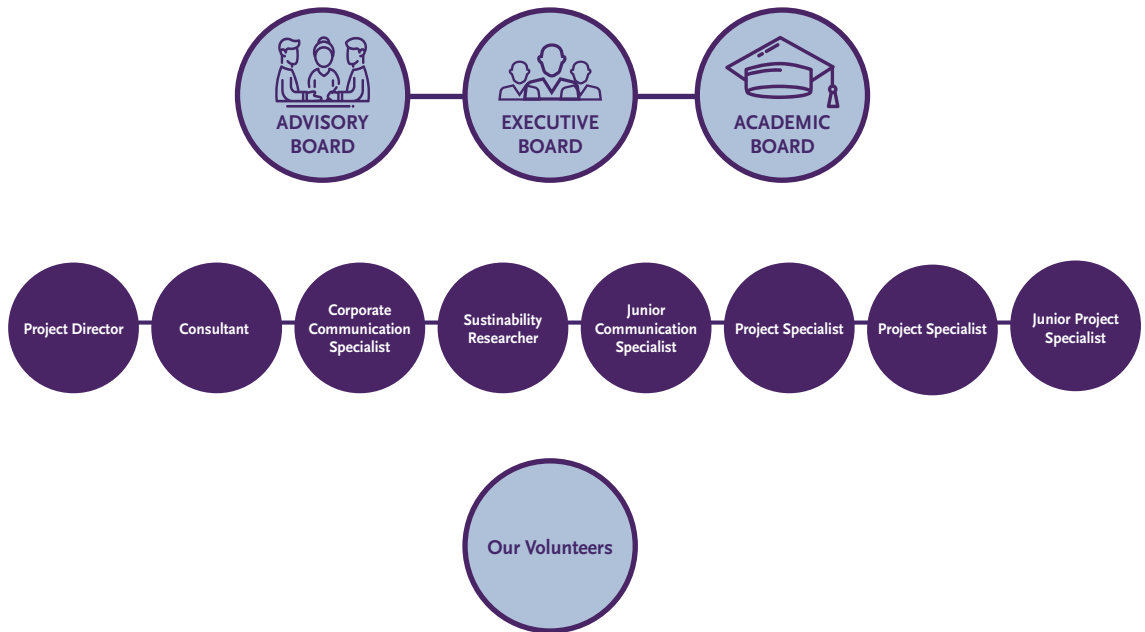 ADVISORY
BOARD
EXECUTIVE
BOARD
ACADEMIC
BOARD
Project Director
Consultant
Corporate
Communication
Specialist
Sustinability
Researcher
Junior
Communication
Specialist
Project Specialist
Project Specialist
Junior Project
Specialist
Our Volunteers